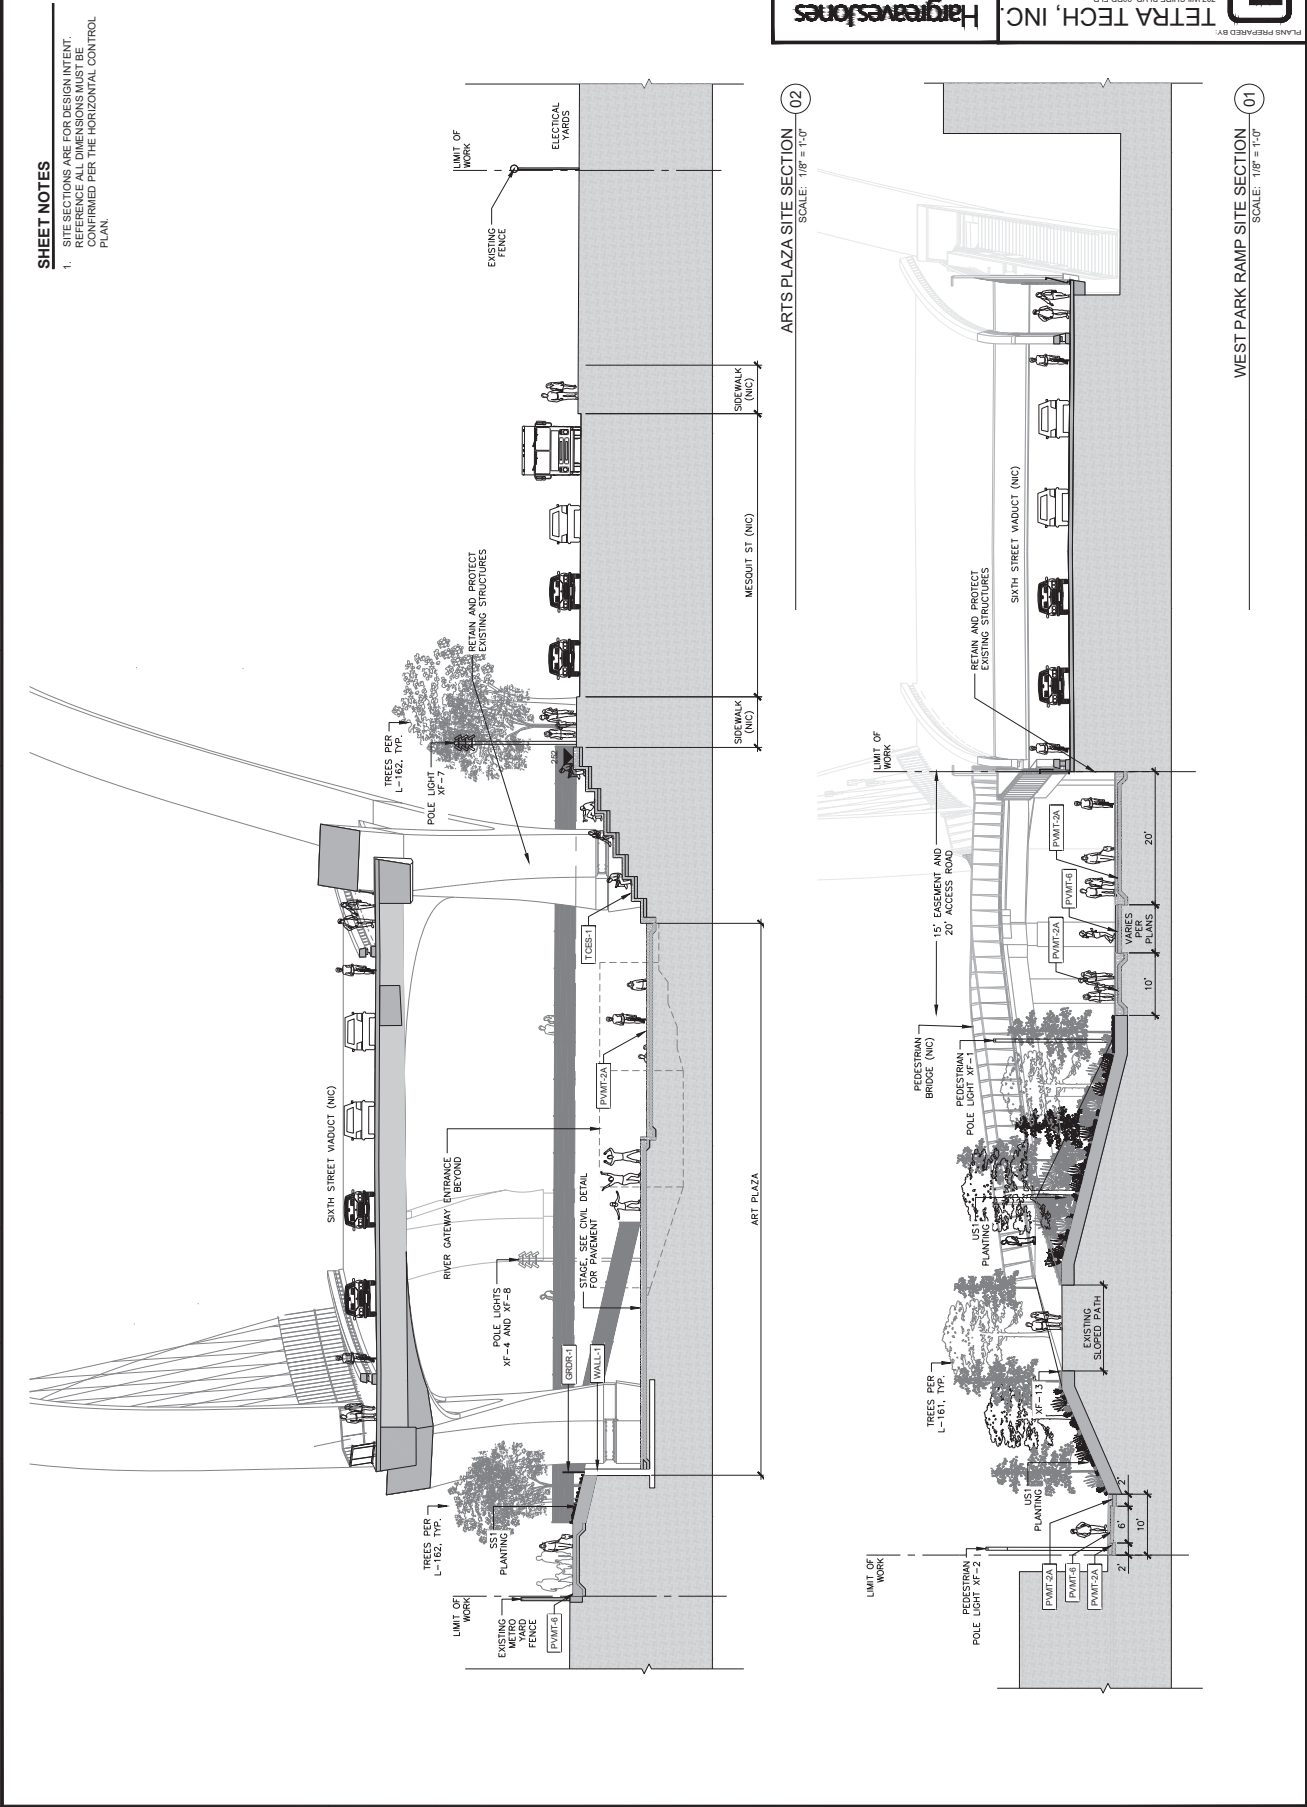 SHEET NOTES
1. SITE SECTIONS ARE FOR DESIGN INTENT.
REFERENCE ALL DIMENSIONS MUST BE
CONFIRMED PER THE HORIZONTAL CONTROL
PLAN.
LIMIT OF
WORK
EXISTING
METRO
YARD
FENCE
PVMT-6
TREES PER
L-162, TYP.
SS1
PLANTING
GRDR-1
WALL-1
POLE LIGHTS
XF-4 AND XF-8
STAGE, SEE CIVIL DETAIL
FOR PAVEMENT
RIVER GATEWAY ENTRANCE
BEYOND
SIXTH STREET VIADUCT (NIC)
PVMT-2A
TCES-1
TREES PER
L-162, TYP.
POLE LIGHT
XF-7
252
RETAIN AND PROTECT
EXISTING STRUCTURES
EXISTING
FENCE
LIMIT OF
WORK
ELECTICAL
YARDS
ART PLAZA
SIDEWALK
(NIC)
MESQUIT ST (NIC)
SIDEWALK
(NIC)
ARTS PLAZA SITE SECTION
SCALE: 1/8" = 1'-0"
02
LIMIT OF
WORK
PEDESTRIAN
POLE LIGHT XF-2
PVMT-2A
PVMT-6
PVMT-2A
2'
6'
2'
10'
US1
PLANTING
TREES PER
L-161, TYP.
XF-13
EXISTING
SLOPED PATH
US1
PLANTING
PEDESTRIAN
POLE LIGHT XF-1
PEDESTRIAN
BRIDGE (NIC)
15' EASEMENT AND
20' ACCESS ROAD
LIMIT OF
WORK
PVMT-2A
PVMT-6
PVMT-2A
10'
VARIES
PER
PLANS
20'
RETAIN AND PROTECT
EXISTING STRUCTURES
SIXTH STREET VIADUCT (NIC)
WEST PARK RAMP SITE SECTION
SCALE: 1/8" = 1'-0"
01
PLANS PREPARED BY:
TETRA TECH, INC.
HargreavesJones